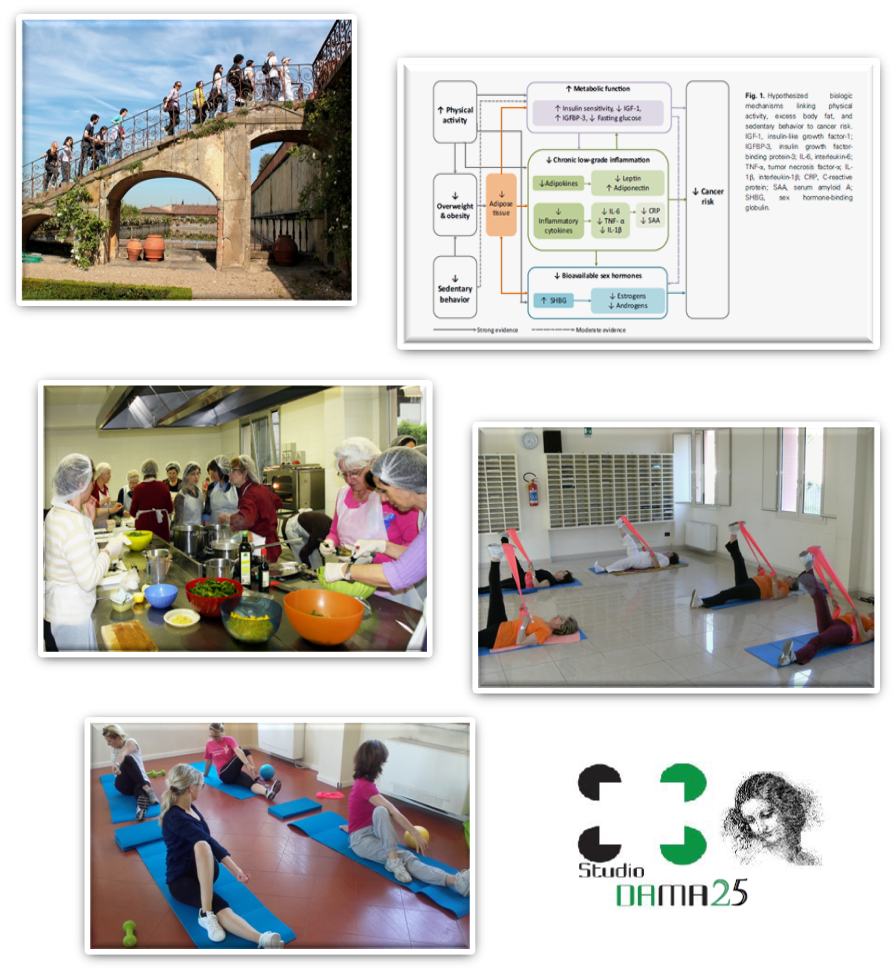 ↑ Physical
activity
↓
Overweight
& obesity
↓
Sedentary
behavior
↓
Adipose
tissue
↑ Metabolic function
↑ Insulin sensitivity, ↓ IGF-1,
↑ IGFBP-3, ↓ Fasting glucose
↓ Chronic low-grade inflammation
↓Adipokines
↓ Leptin
↑ Adiponectin
↓
Inflammatory
cytokines
↓ IL-6
↓ TNF- α
↓ IL-1β
↓ CRP
↓ SAA
↓ Bioavailable sex hormones
↑ SHBG
↓ Estrogens
↓ Androgens
↓ Cancer
risk
Strong evidence
Moderate evidence
Fig. 1. Hypothesized biologic
mechanisms linking physical
activity, excess body fat, and
sedentary behavior to cancer risk.
IGF-1, insulin-like growth factor-1;
IGFBP-3, insulin growth factor-
binding protein-3; IL-6, interleukin-6;
TNF-α, tumor necrosis factor-α; IL-
1β, interleukin-1β; CRP, C-reactive
protein; SAA, serum amyloid A;
SHBG, sex hormone-binding
globulin.
Studio
DAMA25